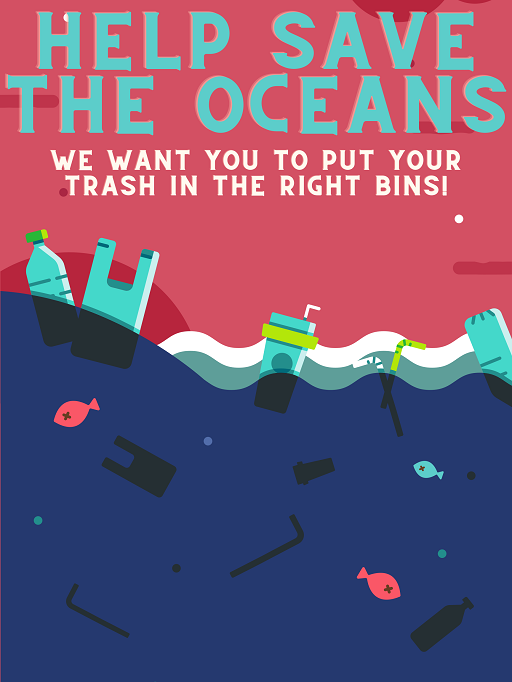 HELP SAVE
THE OCEANS
WE WANT YOU TO PUT YOUR
TRASH IN THE RIGHT BINS!